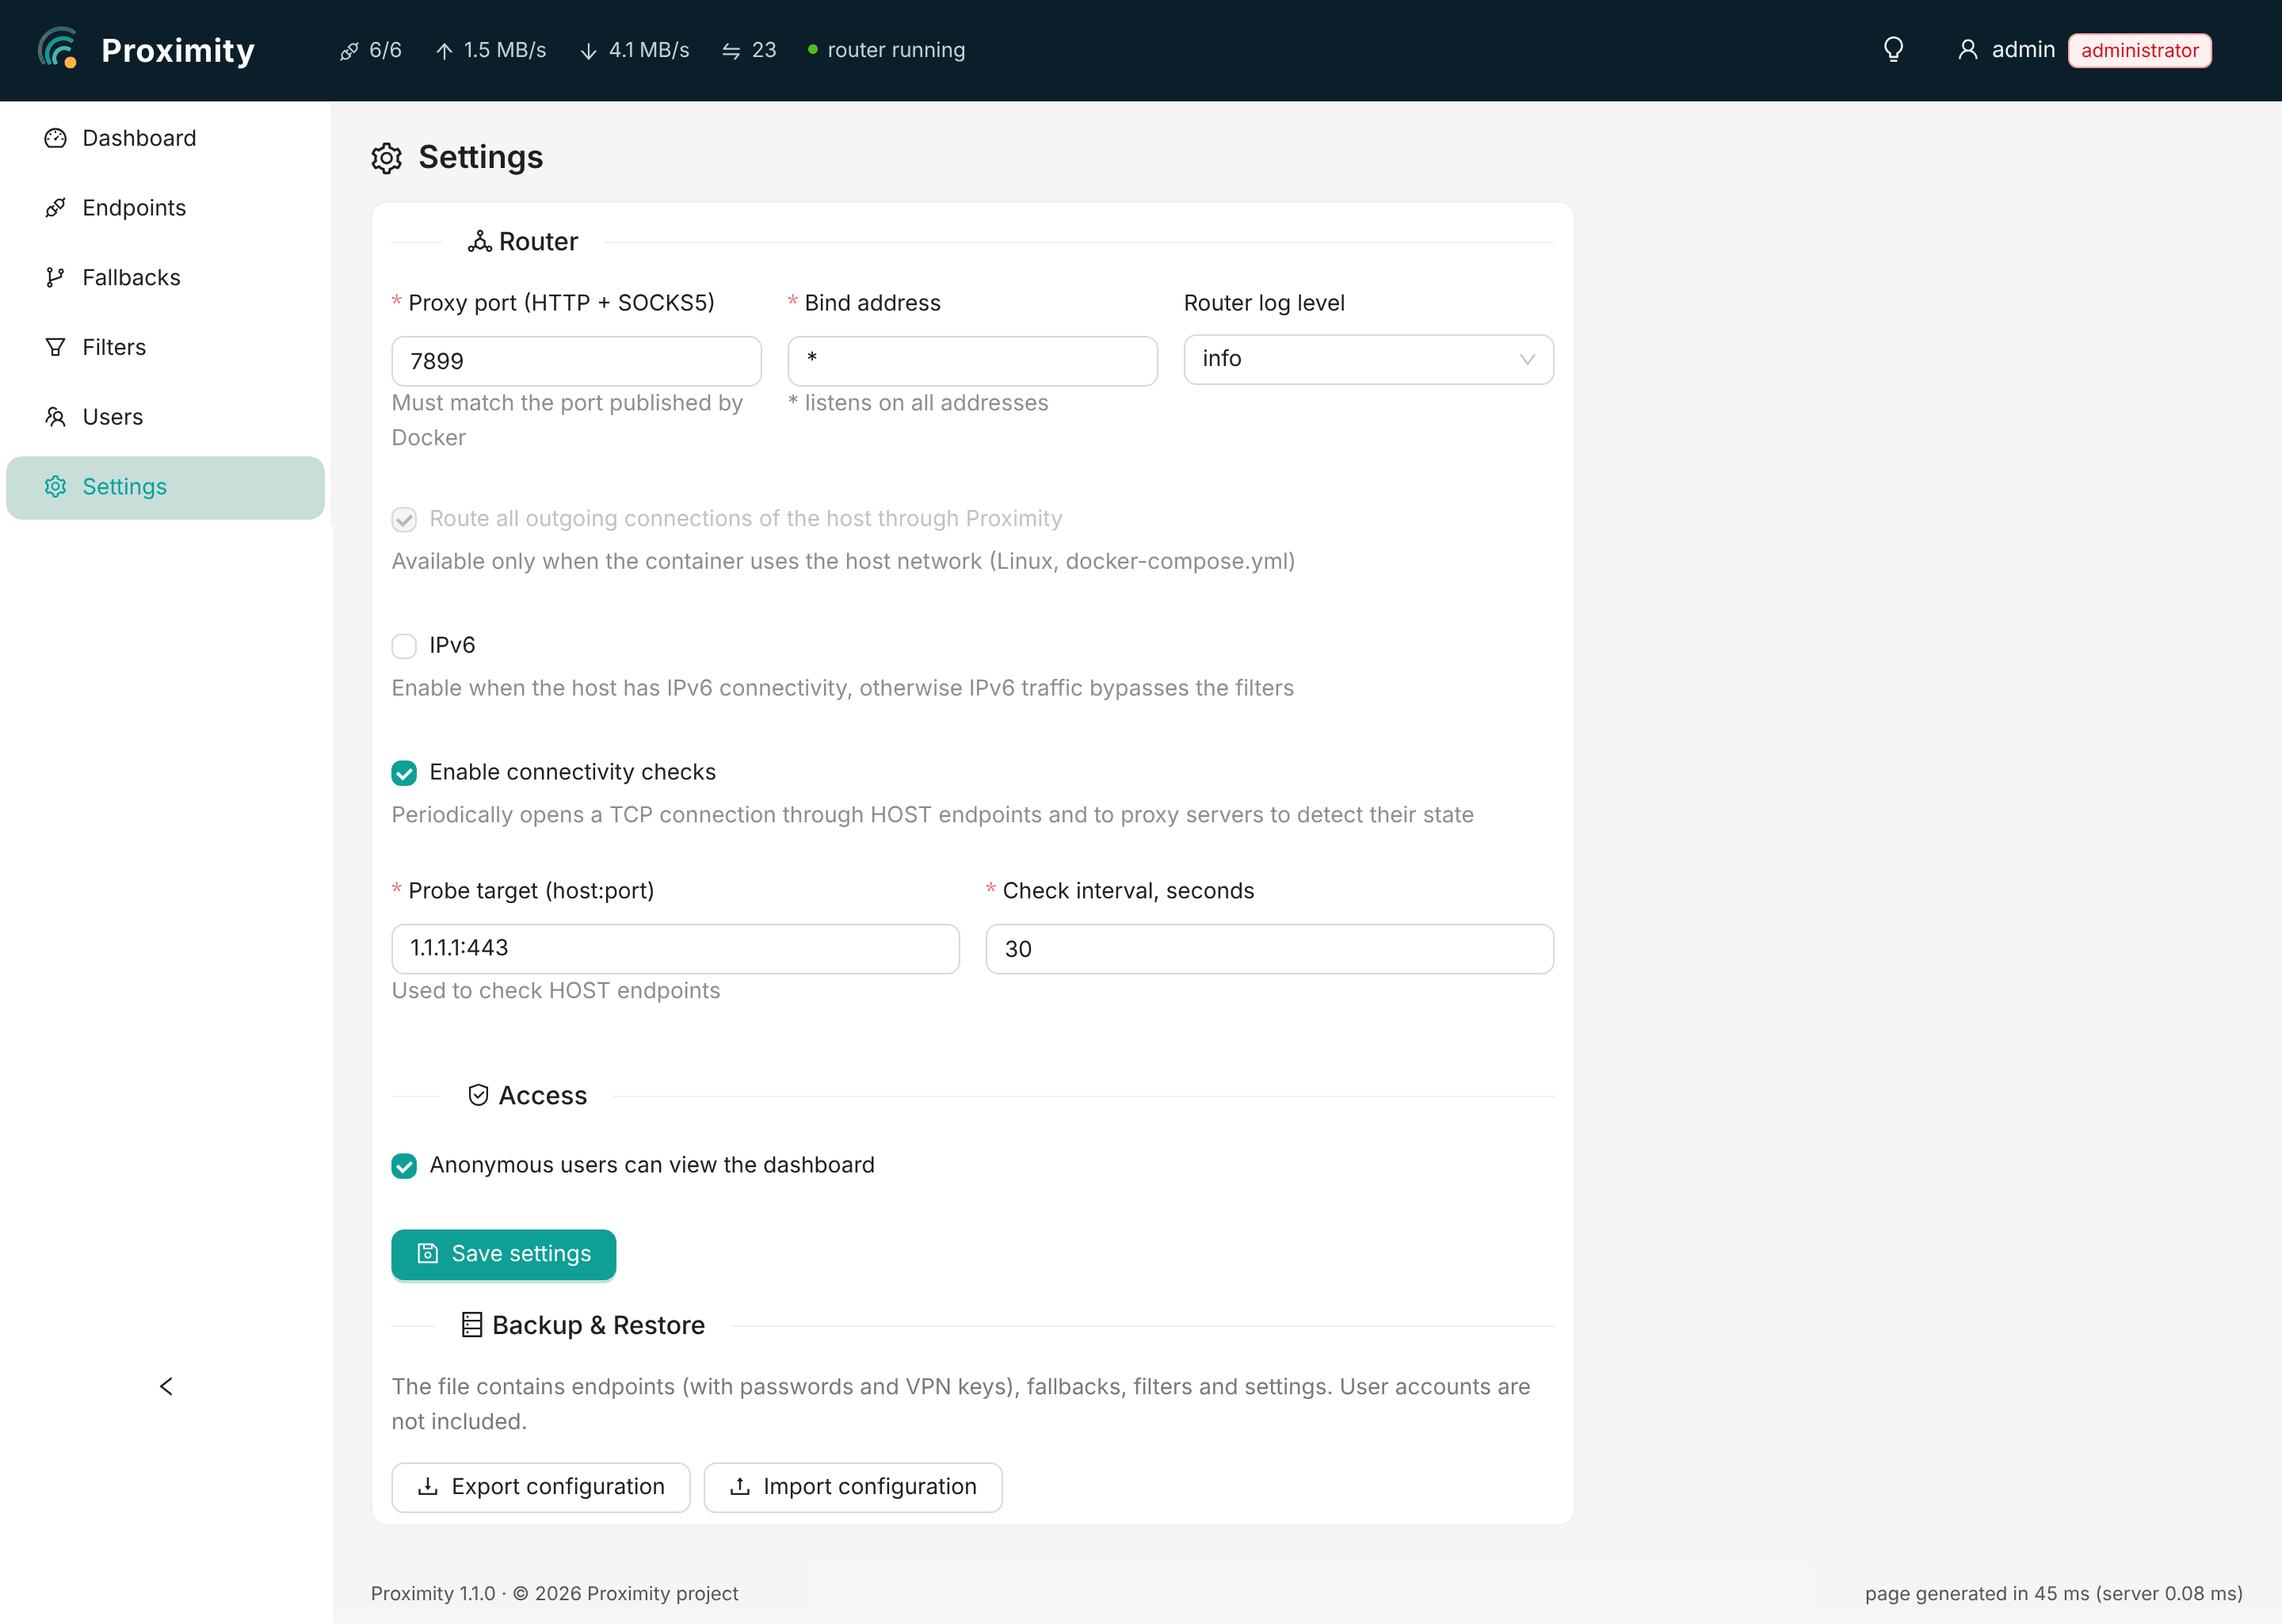 Proximity
6/6
1.5 MB/s
4.1 MB/s
23
router running
admin
administrator
Dashboard
Endpoints
Fallbacks
Filters
Users
Settings
Settings
Router
* Proxy port (HTTP + SOCKS5)
* Bind address
Router log level
7899
*
info
Must match the port published by
Docker
* listens on all addresses
Route all outgoing connections of the host through Proximity
Available only when the container uses the host network (Linux, docker-compose.yml)
IPv6
Enable when the host has IPv6 connectivity, otherwise IPv6 traffic bypasses the filters
Enable connectivity checks
Periodically opens a TCP connection through HOST endpoints and to proxy servers to detect their state
* Probe target (host:port)
* Check interval, seconds
1.1.1.1:443
30
Used to check HOST endpoints
Access
Anonymous users can view the dashboard
Save settings
Backup & Restore
The file contains endpoints (with passwords and VPN keys), fallbacks, filters and settings. User accounts are
not included.
Export configuration
Import configuration
Proximity 1.1.0 · © 2026 Proximity project
page generated in 45 ms (server 0.08 ms)